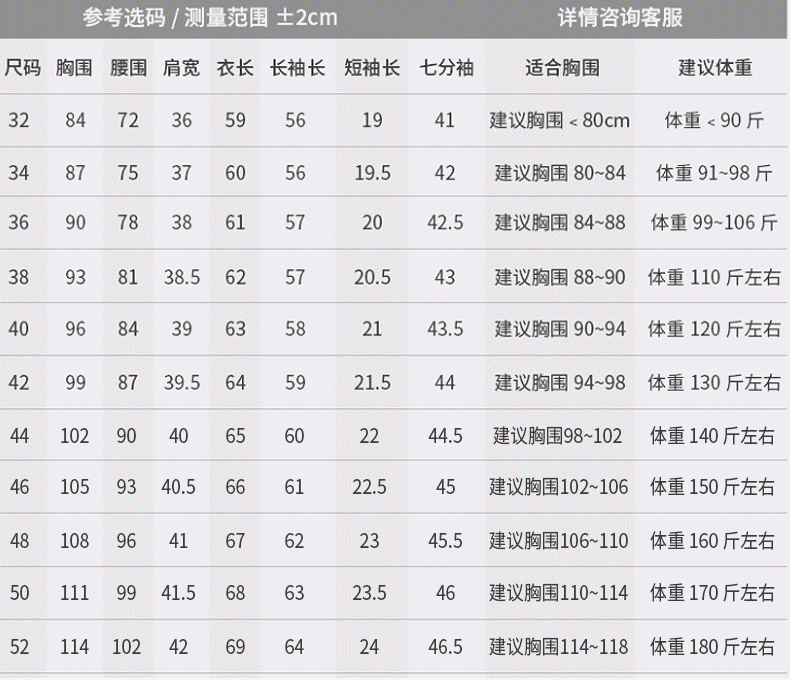 参考选码 / 测量范围 ±2cm 详情咨询客服
尺码 胸围 腰围 肩宽 衣长 长袖长 短袖长 七分袖 适合胸围 建议体重
32 84 72 36 59 56 19 41 建议胸围 < 80cm 体重 < 90 斤
34 87 75 37 60 56 19.5 42 建议胸围 80~84 体重 91~98 斤
36 90 78 38 61 57 20 42.5 建议胸围 84~88 体重 99~106 斤
38 93 81 38.5 62 57 20.5 43 建议胸围 88~90 体重 110 斤左右
40 96 84 39 63 58 21 43.5 建议胸围 90~94 体重 120 斤左右
42 99 87 39.5 64 59 21.5 44 建议胸围 94~98 体重 130 斤左右
44 102 90 40 65 60 22 44.5 建议胸围98~102 体重 140 斤左右
46 105 93 40.5 66 61 22.5 45 建议胸围102~106 体重 150 斤左右
48 108 96 41 67 62 23 45.5 建议胸围106~110 体重 160 斤左右
50 111 99 41.5 68 63 23.5 46 建议胸围110~114 体重 170 斤左右
52 114 102 42 69 64 24 46.5 建议胸围114~118 体重 180 斤左右